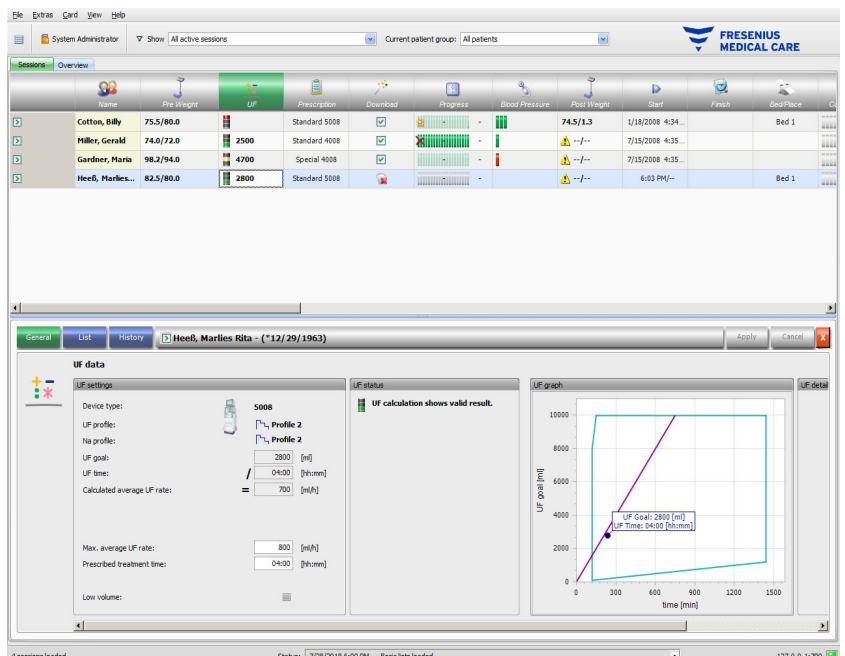 File Extras Card View Help
System Administrator Show All active sessions Current patient group: All patients
FRESENIUS
MEDICAL CARE
Sessions Overview
Name Pre Weight UF Prescription Download Progress Blood Pressure Post Weight Start Finish Bed/Place
Cotton, Billy 75.5/80.0 Standard 5008 - - 74.5/1.3 1/18/2008 4:34... Bed 1
Miller, Gerald 74.0/72.0 2500 Standard 4008 - - --/-- 7/15/2008 4:35...
Gardner, Maria 98.2/94.0 4700 Special 4008 - - --/-- 7/15/2008 4:35...
Heeß, Marlies... 82.5/80.0 2800 Standard 5008 - - --/-- 6:03 PM/-- Bed 1
General List History Heeß, Marlies Rita - (*12/29/1963) Apply Cancel X
UF data
UF settings
Device type: 5008
UF profile: Profile 2
Na profile: Profile 2
UF goal: 2800 [ml]
UF time: / 04:00 [hh:mm]
Calculated average UF rate: = 700 [ml/h]
Max. average UF rate: 800 [ml/h]
Prescribed treatment time: 04:00 [hh:mm]
Low volume:
UF status
UF calculation shows valid result.
UF graph
10000
8000
6000
4000
2000
0
UF goal [ml]
UF Goal: 2800 [ml]
UF Time: 04:00 [hh:mm]
0 300 600 900 1200 1500
time [min]
UF detail